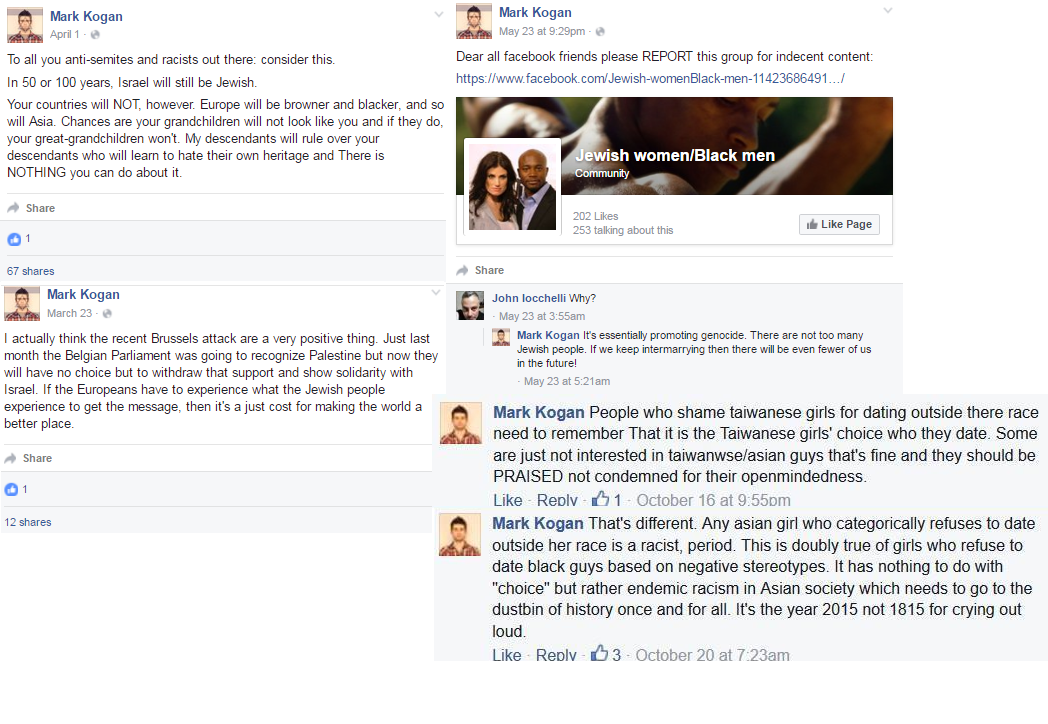 Mark Kogan
April 1 ·
To all you anti-semites and racists out there: consider this.
In 50 or 100 years, Israel will still be Jewish.
Your countries will NOT, however. Europe will be browner and blacker, and so
will Asia. Chances are your grandchildren will not look like you and if they do,
your great-grandchildren won't. My descendants will rule over your
descendants who will learn to hate their own heritage and There is
NOTHING you can do about it.
Share
1
67 shares
Mark Kogan
March 23 ·
I actually think the recent Brussels attack are a very positive thing. Just last
month the Belgian Parliament was going to recognize Palestine but now they
will have no choice but to withdraw that support and show solidarity with
Israel. If the Europeans have to experience what the Jewish people
experience to get the message, then it's a just cost for making the world a
better place.
Share
1
12 shares
Mark Kogan
May 23 at 9:29pm ·
Dear all facebook friends please REPORT this group for indecent content:
https://www.facebook.com/Jewish-womenBlack-men-11423686491.../
Jewish women/Black men
Community
202 Likes
253 talking about this
Like Page
Share
John Iocchelli Why?
· May 23 at 3:55am
Mark Kogan It's essentially promoting genocide. There are not too many
Jewish people. If we keep intermarrying then there will be even fewer of us
in the future!
· May 23 at 5:21am
Mark Kogan People who shame taiwanese girls for dating outside there race
need to remember That it is the Taiwanese girls' choice who they date. Some
are just not interested in taiwanwse/asian guys that's fine and they should be
PRAISED not condemned for their openmindedness.
Like · Reply · 1 · October 16 at 9:55pm
Mark Kogan That's different. Any asian girl who categorically refuses to date
outside her race is a racist, period. This is doubly true of girls who refuse to
date black guys based on negative stereotypes. It has nothing to do with
"choice" but rather endemic racism in Asian society which needs to go to the
dustbin of history once and for all. It's the year 2015 not 1815 for crying out
loud.
Like · Reply · 3 · October 20 at 7:23am